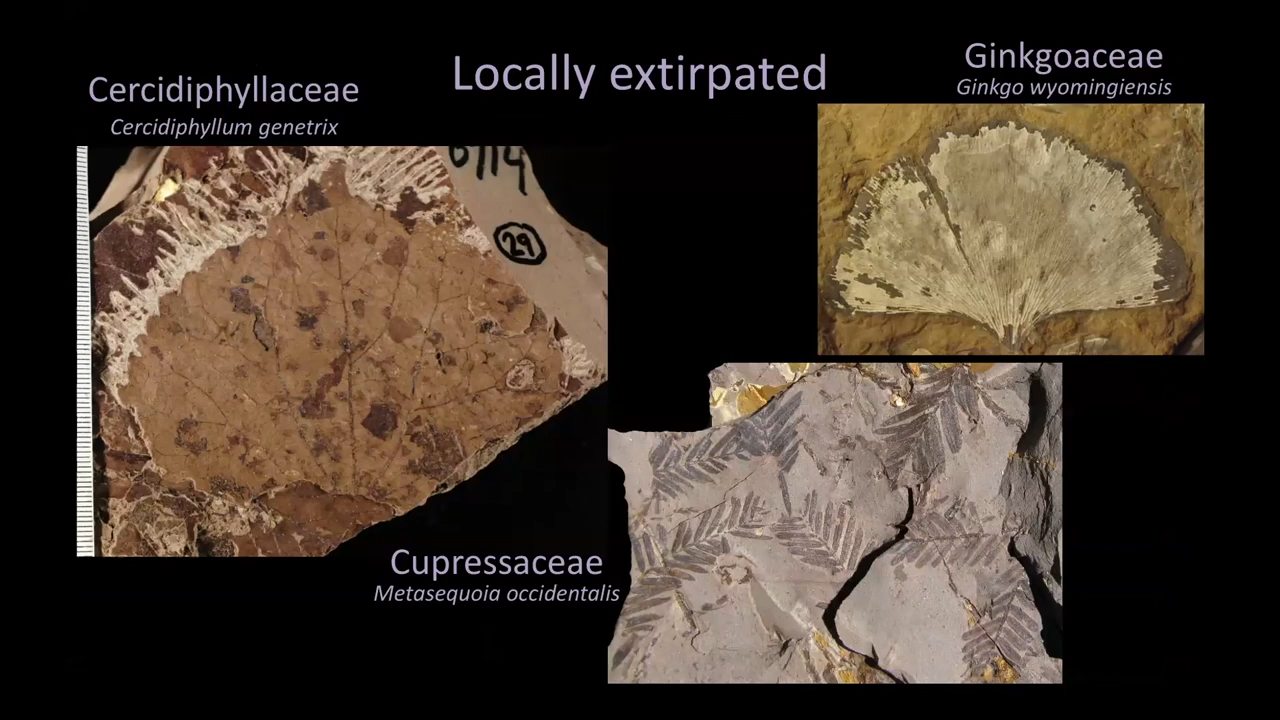 Locally extirpated
Cercidiphyllaceae
Cercidiphyllum genetrix
Ginkgoaceae
Ginkgo wyomingiensis
29
Cupressaceae
Metasequoia occidentalis